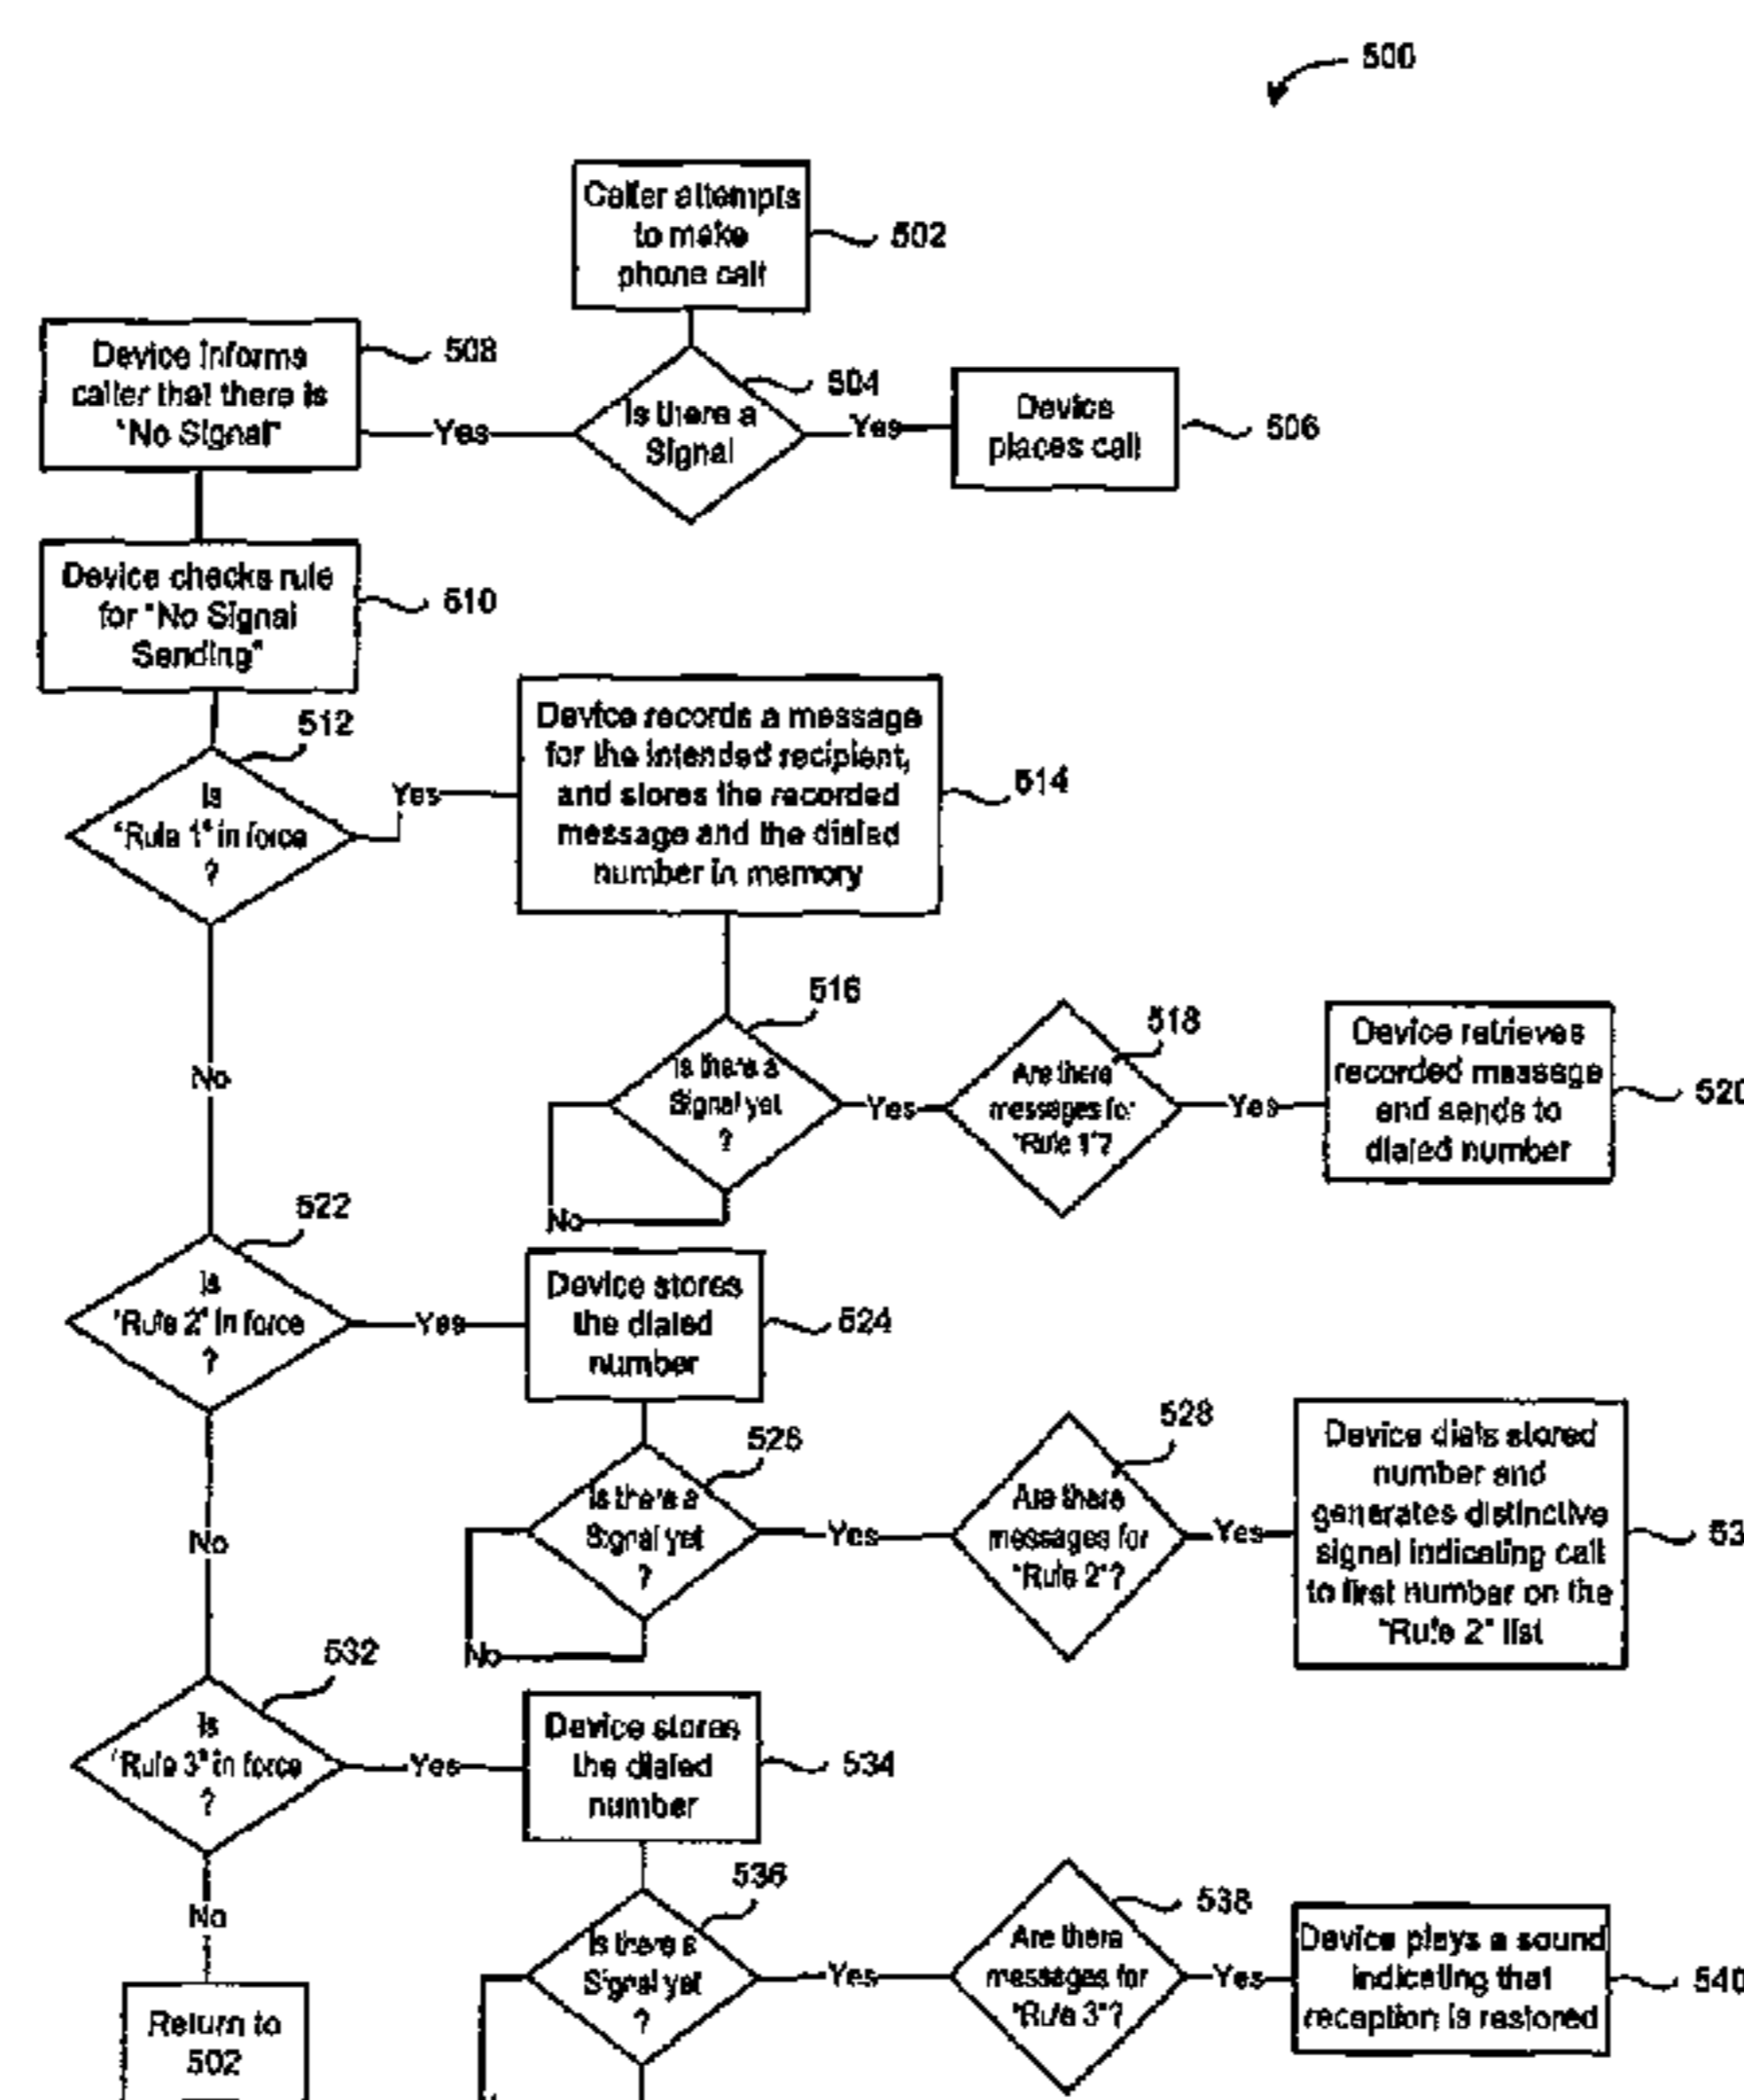 500
Caller attempts
to make
phone call
502
Device informs
caller that there is
"No Signal"
508
504
Is there a
Signal
Yes
Yes
Device
places call
506
Device checks rule
for "No Signal
Sending"
510
512
Is
"Rule 1" in force
?
Yes
Device records a message
for the intended recipient,
and stores the recorded
message and the dialed
number in memory
514
No
516
Is there a
Signal yet
?
No
Yes
518
Are there
messages for
"Rule 1"?
Yes
Device retrieves
recorded message
and sends to
dialed number
520
522
Is
"Rule 2" in force
?
Yes
Device stores
the dialed
number
524
No
526
Is there a
Signal yet
?
No
Yes
528
Are there
messages for
"Rule 2"?
Yes
Device dials stored
number and
generates distinctive
signal indicating call
to first number on the
"Rule 2" list
53
532
Is
"Rule 3" in force
?
Yes
Device stores
the dialed
number
534
No
536
Is there a
Signal yet
?
Yes
538
Are there
messages for
"Rule 3"?
Yes
Device plays a sound
indicating that
reception is restored
540
Return to
502